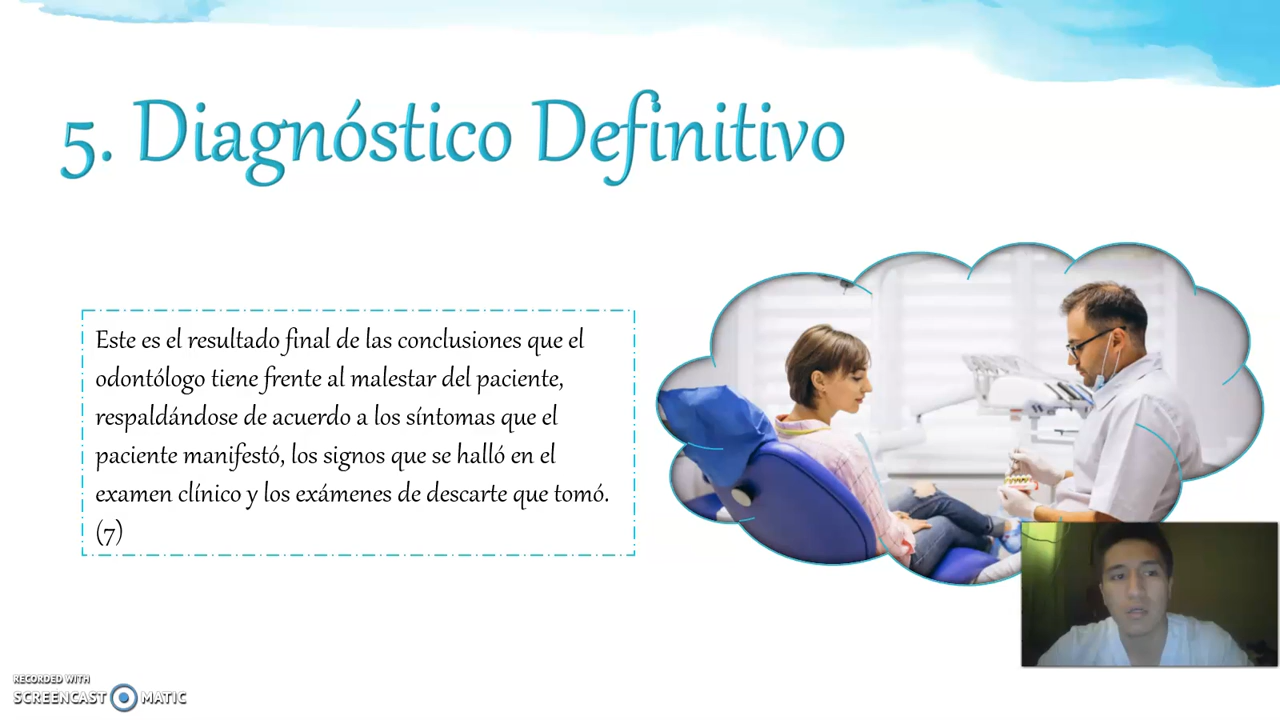 5. Diagnóstico Definitivo
Este es el resultado final de las conclusiones que el
odontólogo tiene frente al malestar del paciente,
respaldándose de acuerdo a los síntomas que el
paciente manifestó, los signos que se halló en el
examen clínico y los exámenes de descarte que tomó.
(7)
RECORDED WITH
SCREENCAST MATIC